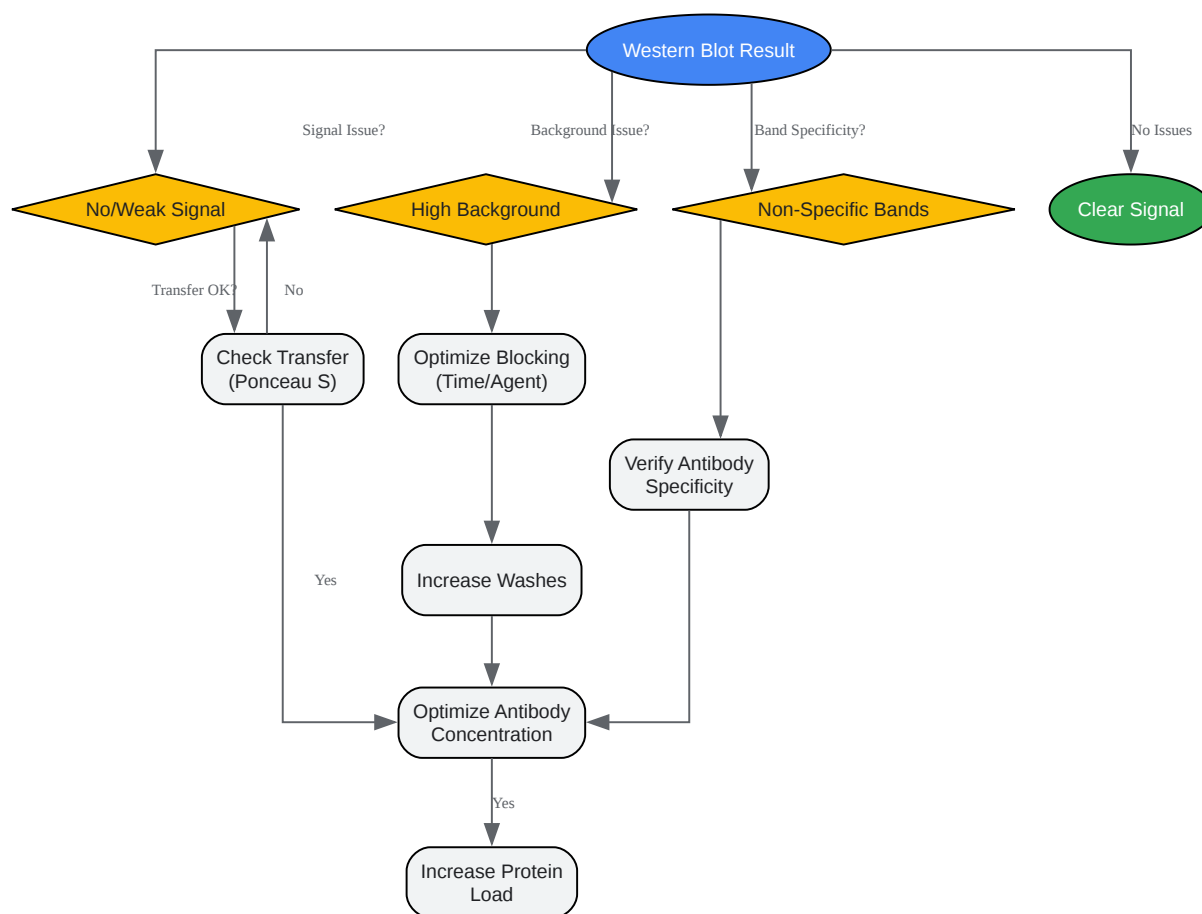 Western Blot Result
Signal Issue?
Background Issue?
Band Specificity?
No Issues
No/Weak Signal
High Background
Non-Specific Bands
Clear Signal
Transfer OK?
No
Check Transfer
(Ponceau S)
Optimize Blocking
(Time/Agent)
Verify Antibody
Specificity
Yes
Increase Washes
Optimize Antibody
Concentration
Yes
Increase Protein
Load